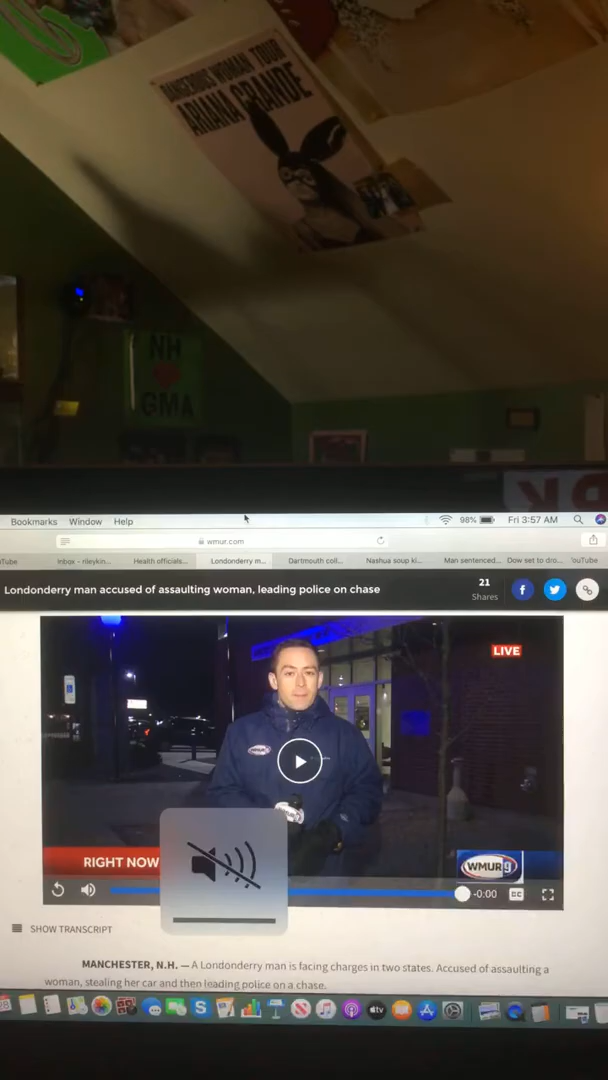 DANGEROUS WOMAN TOUR
ARIANA GRANDE
NH
GMA
Bookmarks Window Help 98% Fri 3:57 AM
wmur.com
Inbox - rileykin... Health officials... Londonderry m... Dartmouth coll... Nashua soup ki... Man sentenced... Oow set to dro... YouTube
Londonderry man accused of assaulting woman, leading police on chase
21
Shares
LIVE
WMUR
RIGHT NOW
WMUR9
-0:00
SHOW TRANSCRIPT
MANCHESTER, N.H. — A Londonderry man is facing charges in two states. Accused of assaulting a
woman, stealing her car and then leading police on a chase.